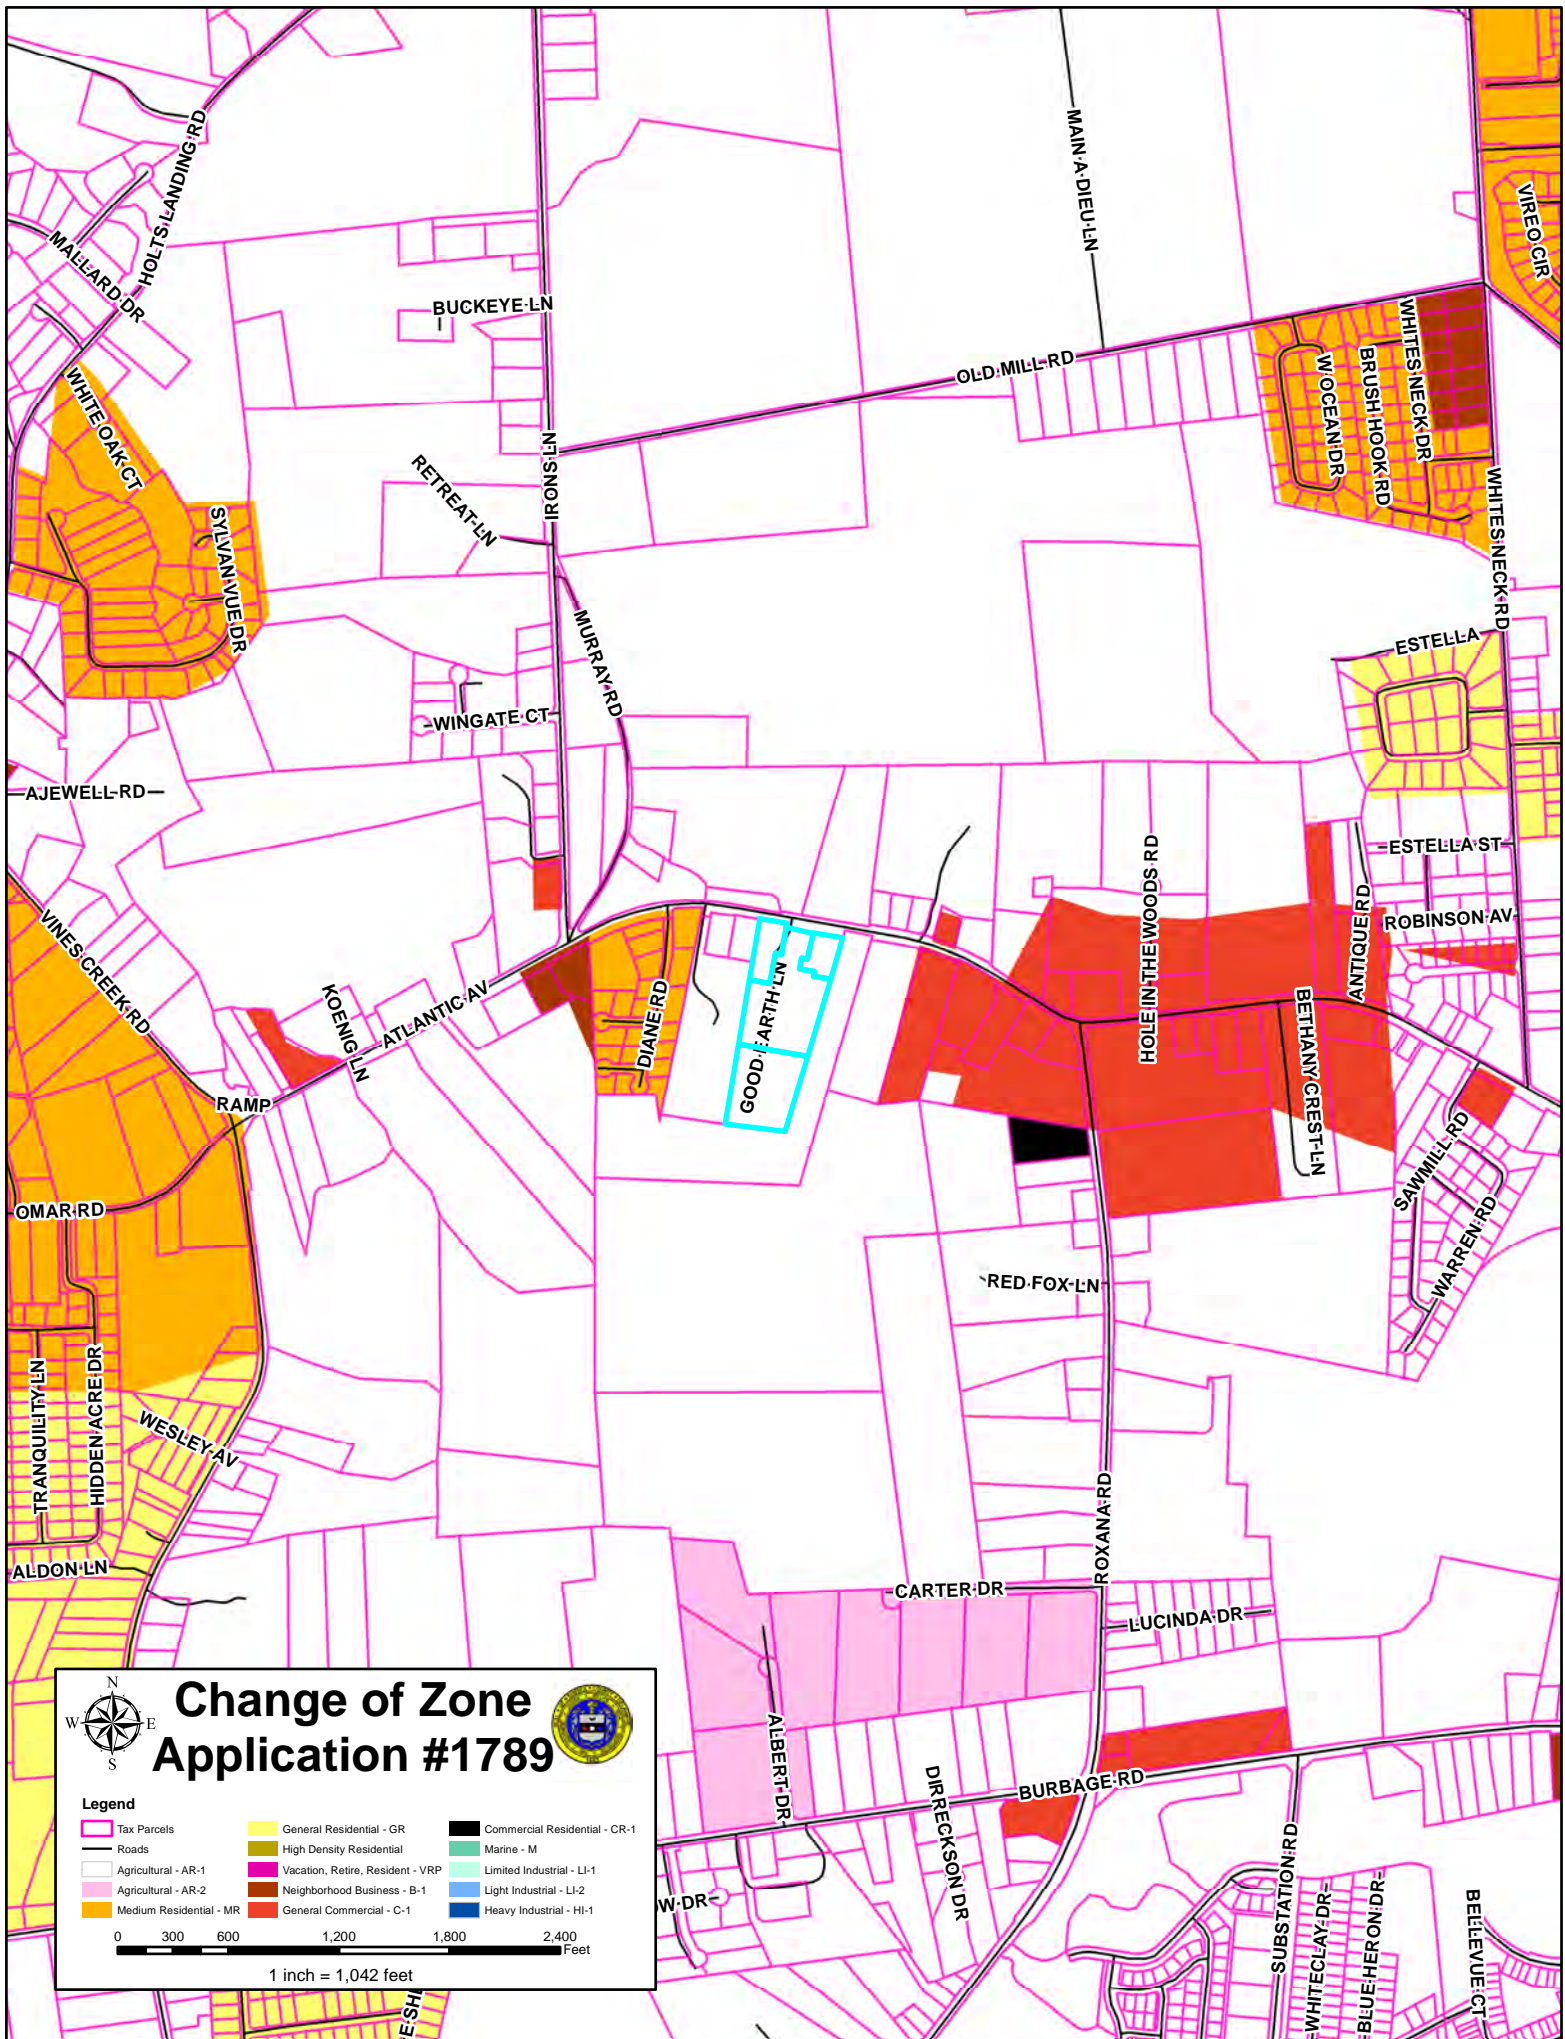 HOLTS LANDING RD
MALLARD DR
MAIN A DIEU LN
VIREO CIR
BUCKEYE LN
OLD MILL RD
WHITE OAK CT
W OCEAN DR
BRUSH HOOK RD
WHITES NECK DR
RETREAT LN
IRONS LN
SYLVAN VUE DR
WHITES NECK RD
MURRAY RD
ESTELLA
WINGATE CT
AJEWELL RD
ESTELLA ST
HOLE IN THE WOODS RD
ANTIQUE RD
ROBINSON AV
VINES CREEK RD
KOENIG LN
ATLANTIC AV
DIANE RD
GOOD EARTH LN
BETHANY CREST LN
RAMP
SAWMILL RD
OMAR RD
WARREN RD
RED FOX LN
TRANQUILITY LN
HIDDEN ACRE DR
WESLEY AV
ROXANA RD
ALDON LN
CARTER DR
LUCINDA DR
ALBERT DR
DIRRECKSON DR
BURBAGE RD
SUBSTATION RD
WHITECLAY DR
BLUE HERON DR
BELLEVUE CT
OW DR
E SHE
N
W E
S
Change of Zone
Application #1789
Legend
Tax Parcels
Roads
Agricultural - AR-1
Agricultural - AR-2
Medium Residential - MR
General Residential - GR
High Density Residential
Vacation, Retire, Resident - VRP
Neighborhood Business - B-1
General Commercial - C-1
Commercial Residential - CR-1
Marine - M
Limited Industrial - LI-1
Light Industrial - LI-2
Heavy Industrial - HI-1
0 300 600 1,200 1,800 2,400
Feet
1 inch = 1,042 feet